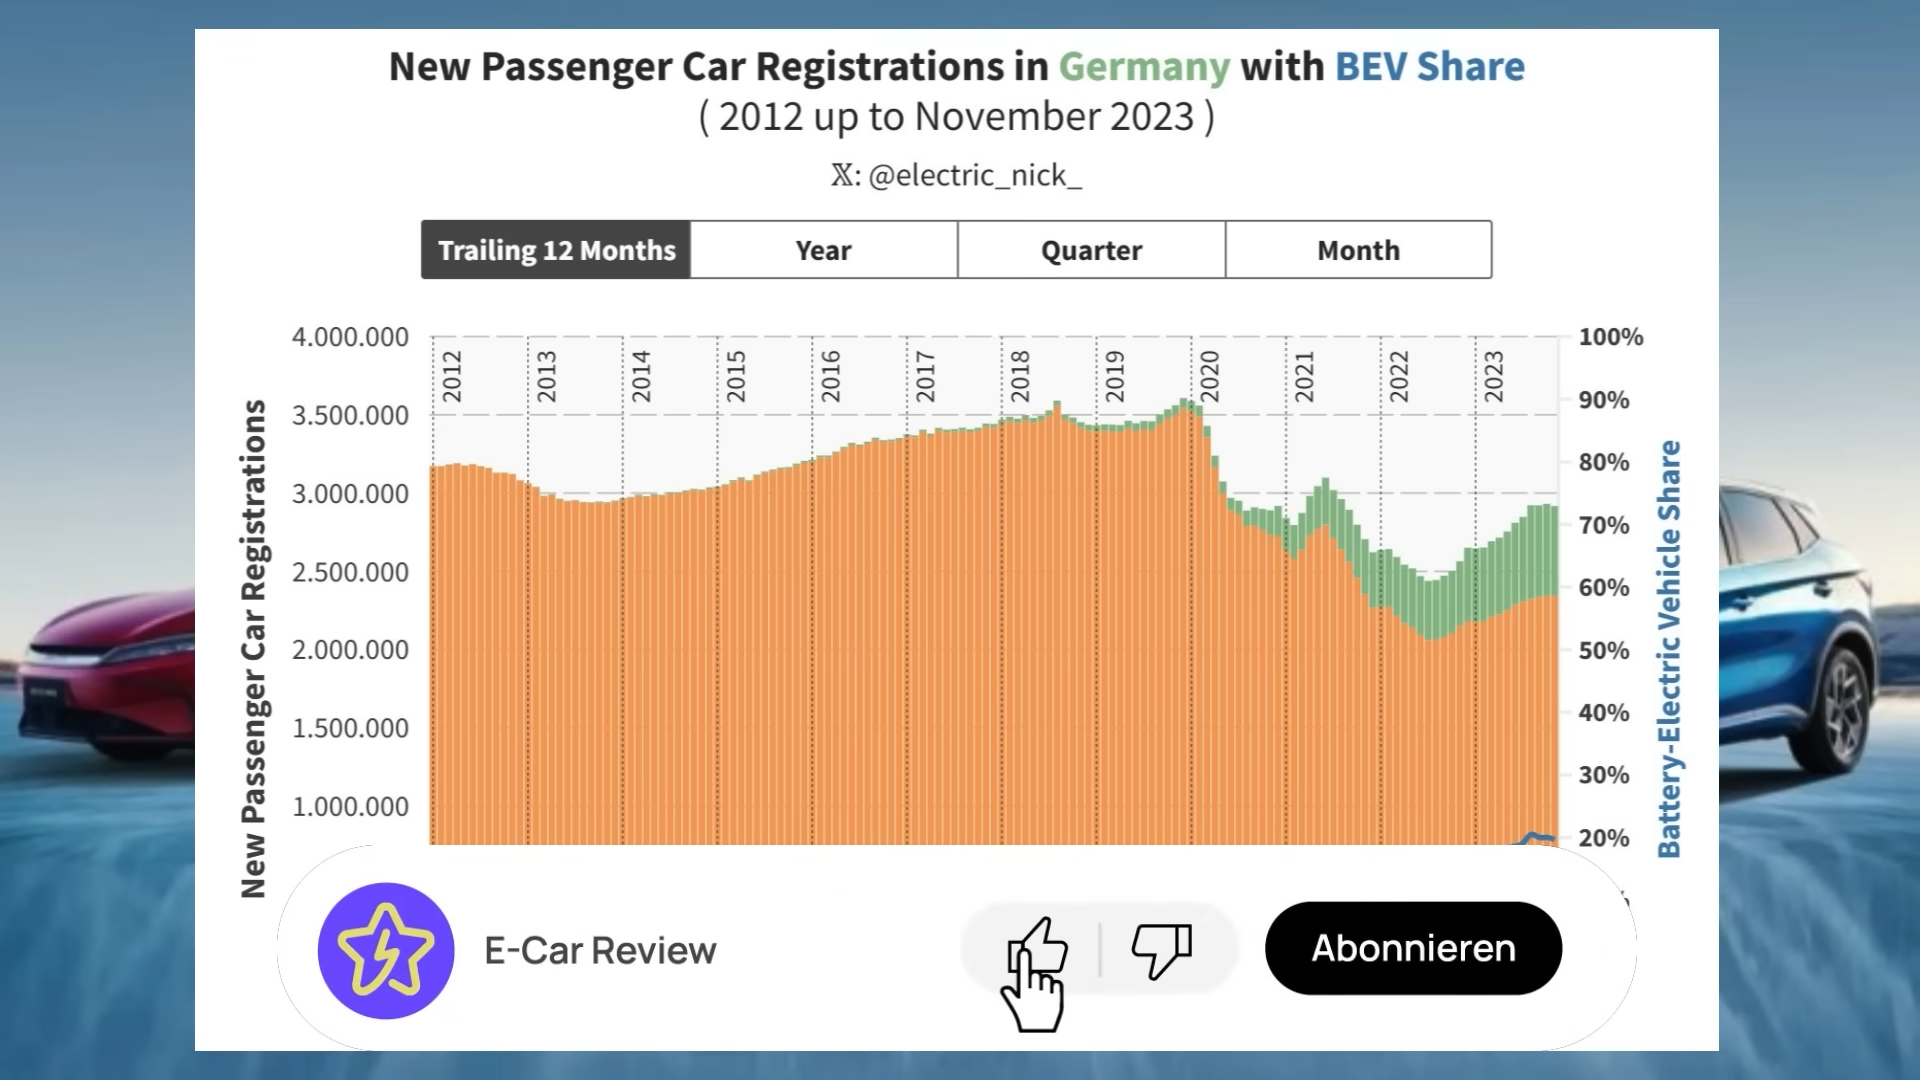 New Passenger Car Registrations in Germany with BEV Share
( 2012 up to November 2023 )
𝕏: @electric_nick_
Trailing 12 Months
Year
Quarter
Month
New Passenger Car Registrations
4.000.000
3.500.000
3.000.000
2.500.000
2.000.000
1.500.000
1.000.000
2012
2013
2014
2015
2016
2017
2018
2019
2020
2021
2022
2023
100%
90%
80%
70%
60%
50%
40%
30%
20%
Battery-Electric Vehicle Share
E-Car Review
Abonnieren